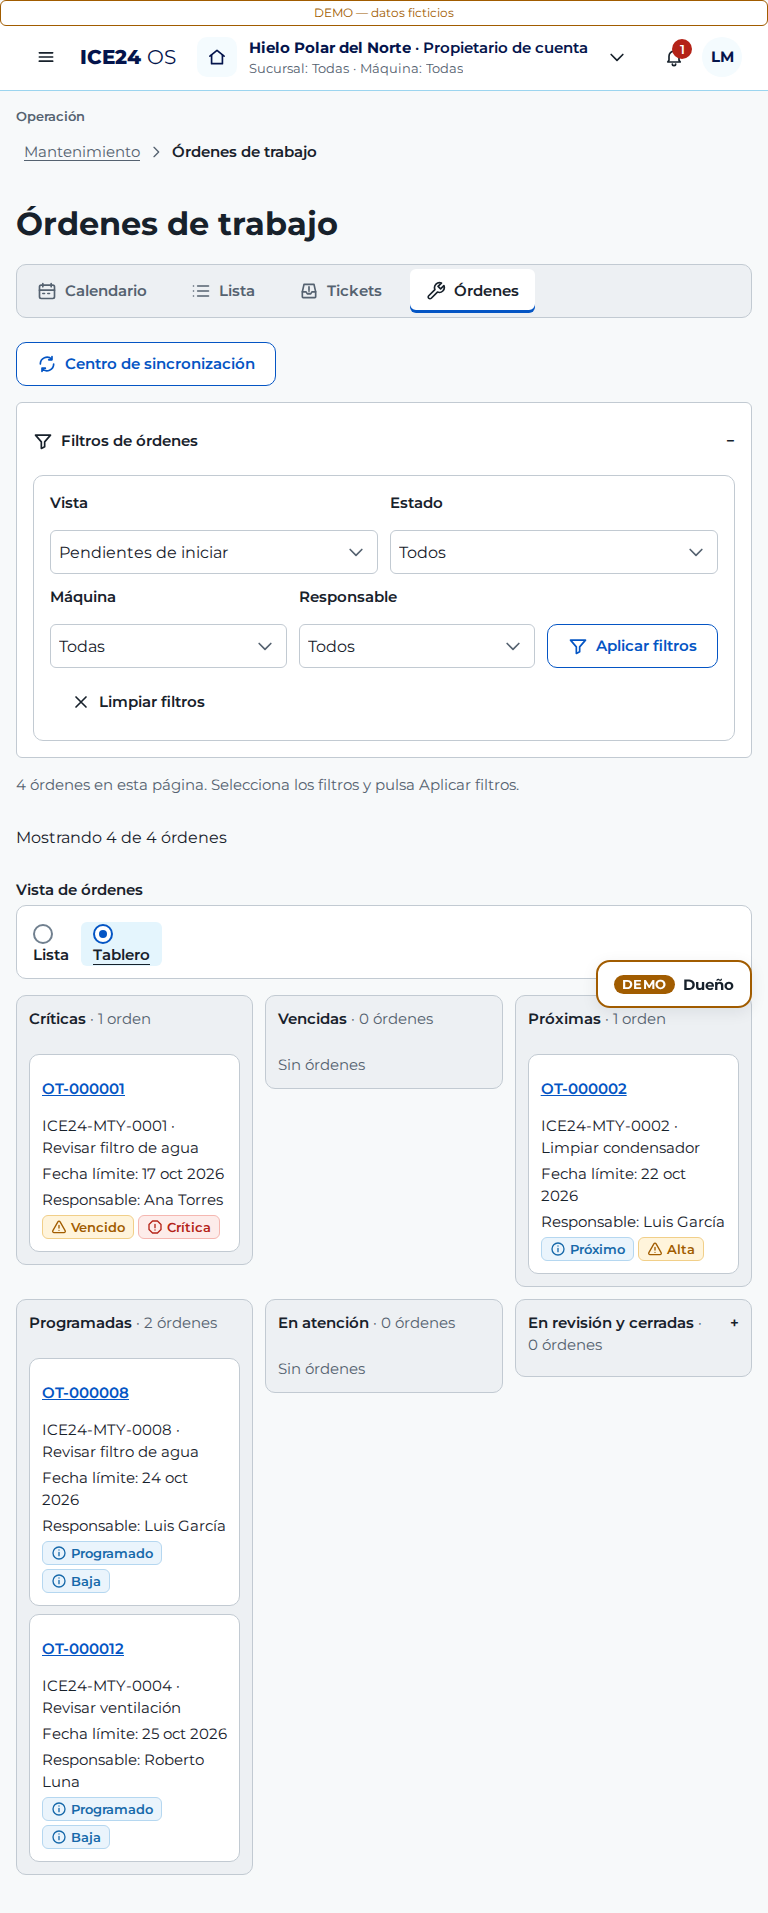 DEMO — datos ficticios
ICE24 OS
Hielo Polar del Norte · Propietario de cuenta
Sucursal: Todas · Máquina: Todas
1
LM
Operación
Mantenimiento > Órdenes de trabajo
Órdenes de trabajo
Calendario
Lista
Tickets
Órdenes
Centro de sincronización
Filtros de órdenes
−
Vista
Estado
Pendientes de iniciar
Todos
Máquina
Responsable
Todas
Todos
Aplicar filtros
Limpiar filtros
4 órdenes en esta página. Selecciona los filtros y pulsa Aplicar filtros.
Mostrando 4 de 4 órdenes
Vista de órdenes
Lista
Tablero
DEMO Dueño
Críticas · 1 orden
OT-000001
ICE24-MTY-0001 ·
Revisar filtro de agua
Fecha límite: 17 oct 2026
Responsable: Ana Torres
Vencido
Crítica
Vencidas · 0 órdenes
Sin órdenes
Próximas · 1 orden
OT-000002
ICE24-MTY-0002 ·
Limpiar condensador
Fecha límite: 22 oct
2026
Responsable: Luis García
Próximo
Alta
Programadas · 2 órdenes
OT-000008
ICE24-MTY-0008 ·
Revisar filtro de agua
Fecha límite: 24 oct
2026
Responsable: Luis García
Programado
Baja
OT-000012
ICE24-MTY-0004 ·
Revisar ventilación
Fecha límite: 25 oct 2026
Responsable: Roberto
Luna
Programado
Baja
En atención · 0 órdenes
Sin órdenes
En revisión y cerradas ·
0 órdenes
+